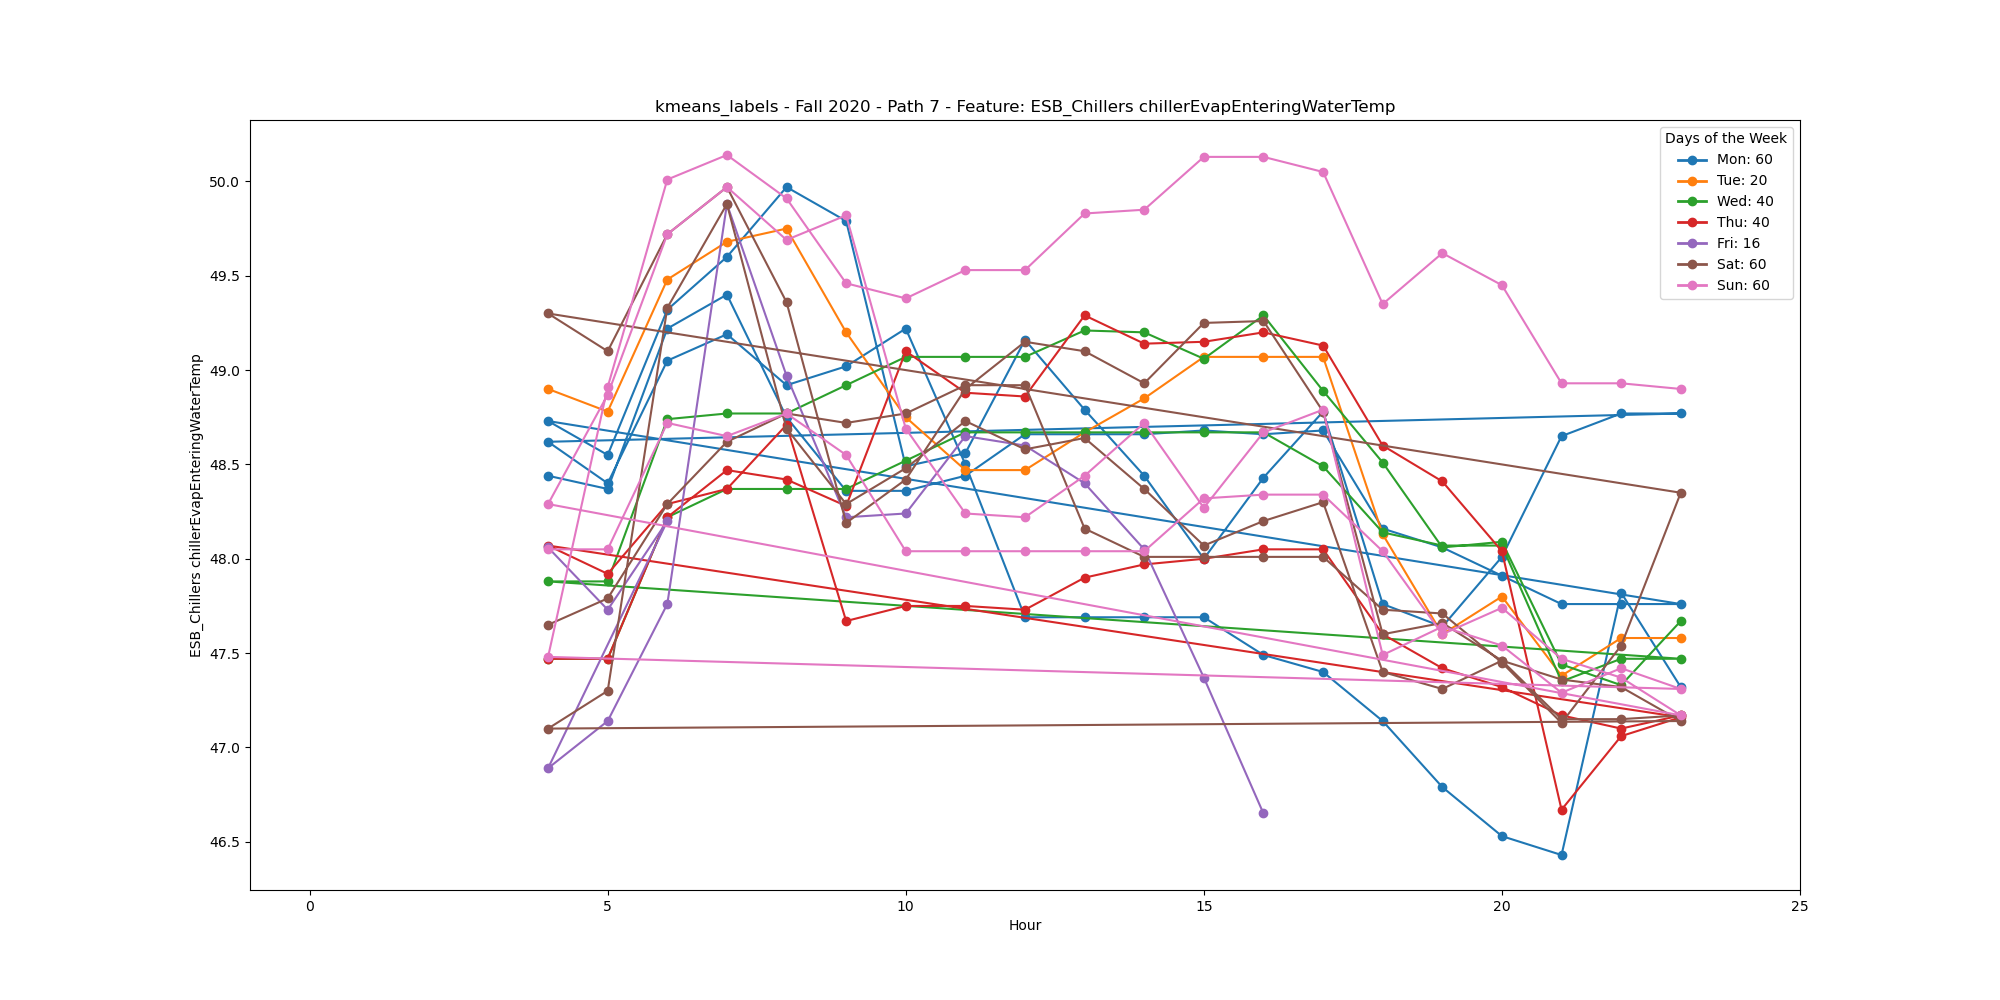 kmeans_labels - Fall 2020 - Path 7 - Feature: ESB_Chillers chillerEvapEnteringWaterTemp
Days of the Week
Mon: 60
Tue: 20
Wed: 40
Thu: 40
Fri: 16
Sat: 60
Sun: 60
ESB_Chillers chillerEvapEnteringWaterTemp
50.0
49.5
49.0
48.5
48.0
47.5
47.0
46.5
0 5 10 15 20 25
Hour